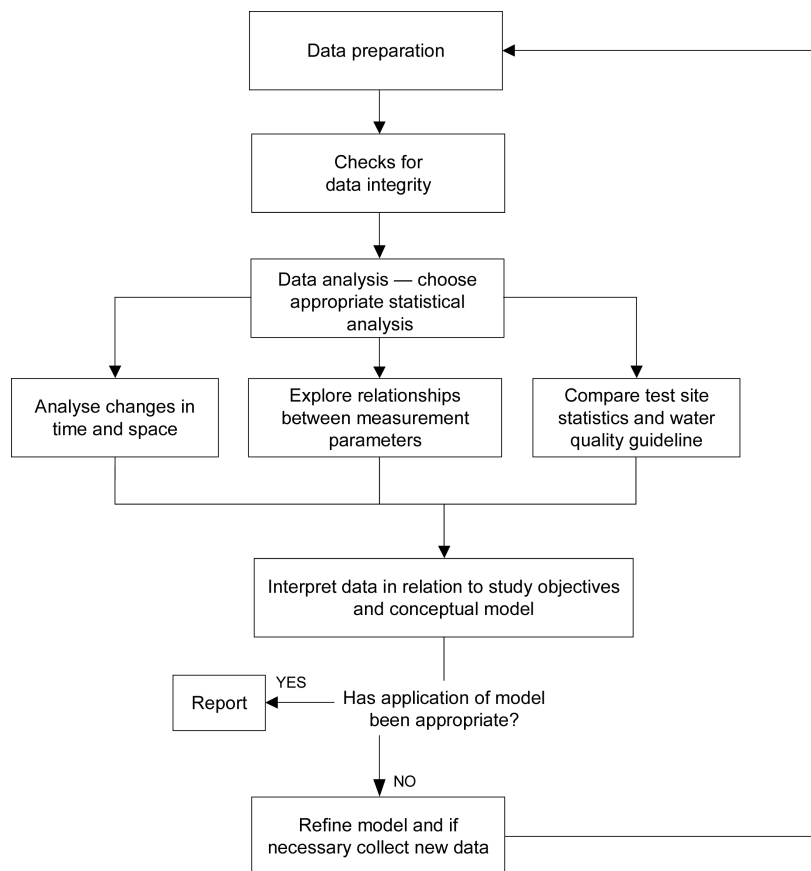 Data preparation
Checks for
data integrity
Data analysis — choose
appropriate statistical
analysis
Analyse changes in
time and space
Explore relationships
between measurement
parameters
Compare test site
statistics and water
quality guideline
Interpret data in relation to study objectives
and conceptual model
YES
Report
Has application of model
been appropriate?
NO
Refine model and if
necessary collect new data